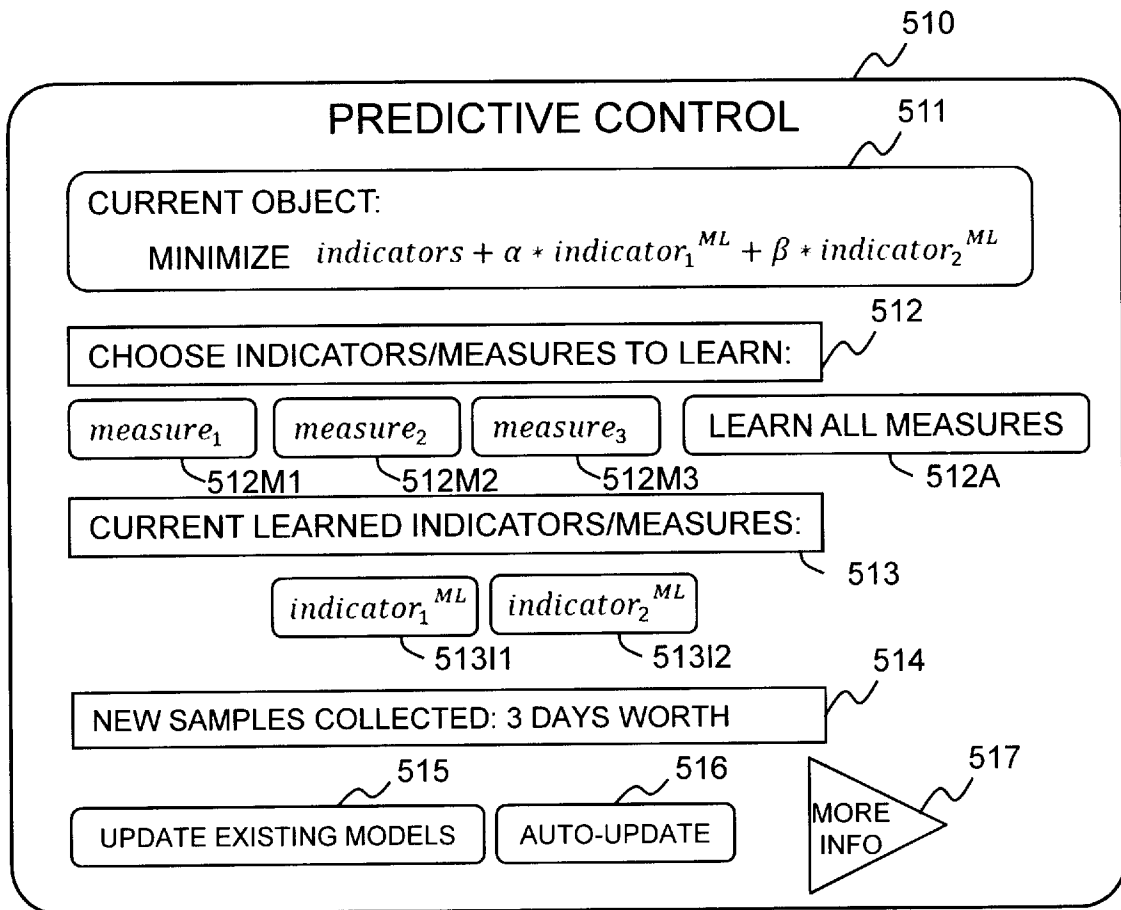 510
PREDICTIVE CONTROL
511
CURRENT OBJECT:
MINIMIZE indicators + α * indicator₁ᴹᴸ + β * indicator₂ᴹᴸ
512
CHOOSE INDICATORS/MEASURES TO LEARN:
measure₁ measure₂ measure₃ LEARN ALL MEASURES
512M1 512M2 512M3 512A
CURRENT LEARNED INDICATORS/MEASURES:
513
indicator₁ᴹᴸ indicator₂ᴹᴸ
513I1 513I2
514
NEW SAMPLES COLLECTED: 3 DAYS WORTH
515 516 517
UPDATE EXISTING MODELS AUTO-UPDATE
MORE
INFO